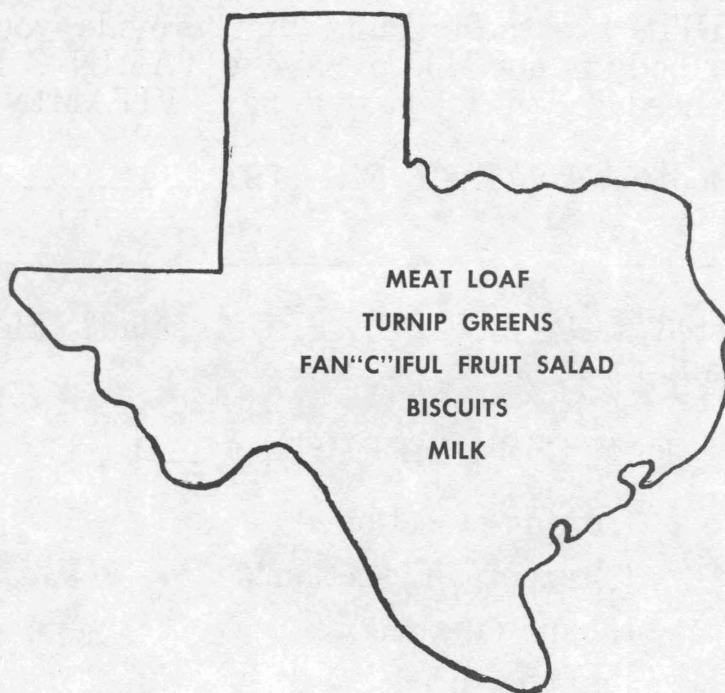 MEAT LOAF
TURNIP GREENS
FAN“C”IFUL FRUIT SALAD
BISCUITS
MILK